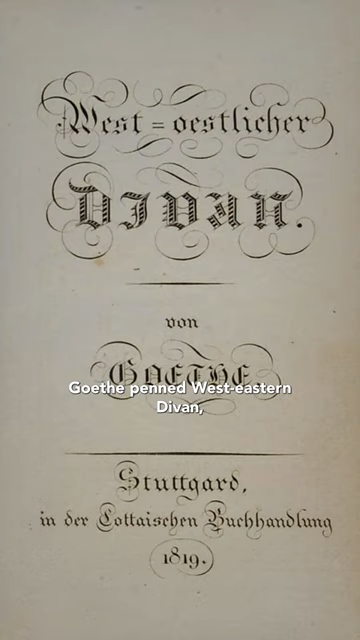 West=oestlicher
DIVAN.
von
GOETHE
Goethe penned West-eastern
Divan,
Stuttgard,
in der Cottaischen Buchhandlung
1819.